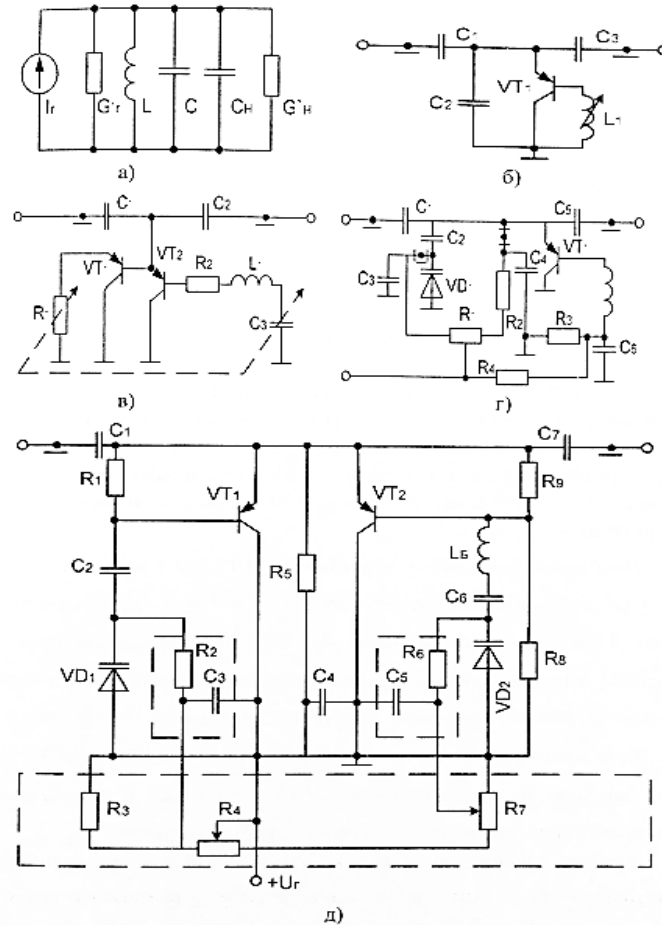 Iг G'г L C Cн G'н
а)
C1 C3
C2 VT1 L1
б)
C1 C2
VT1 VT2 R2 L1
R1 C3
в)
C1 C5
C2 VT1
C3 VD1 C4
R1 R2 R3
R4 C5
г)
C1 C7
R1 VT1 VT2 R9
C2 R5 LБ
C6
R2 R6
VD1 C3 C4 C5 VD2 R8
R3 R4 R7
+Uг
д)